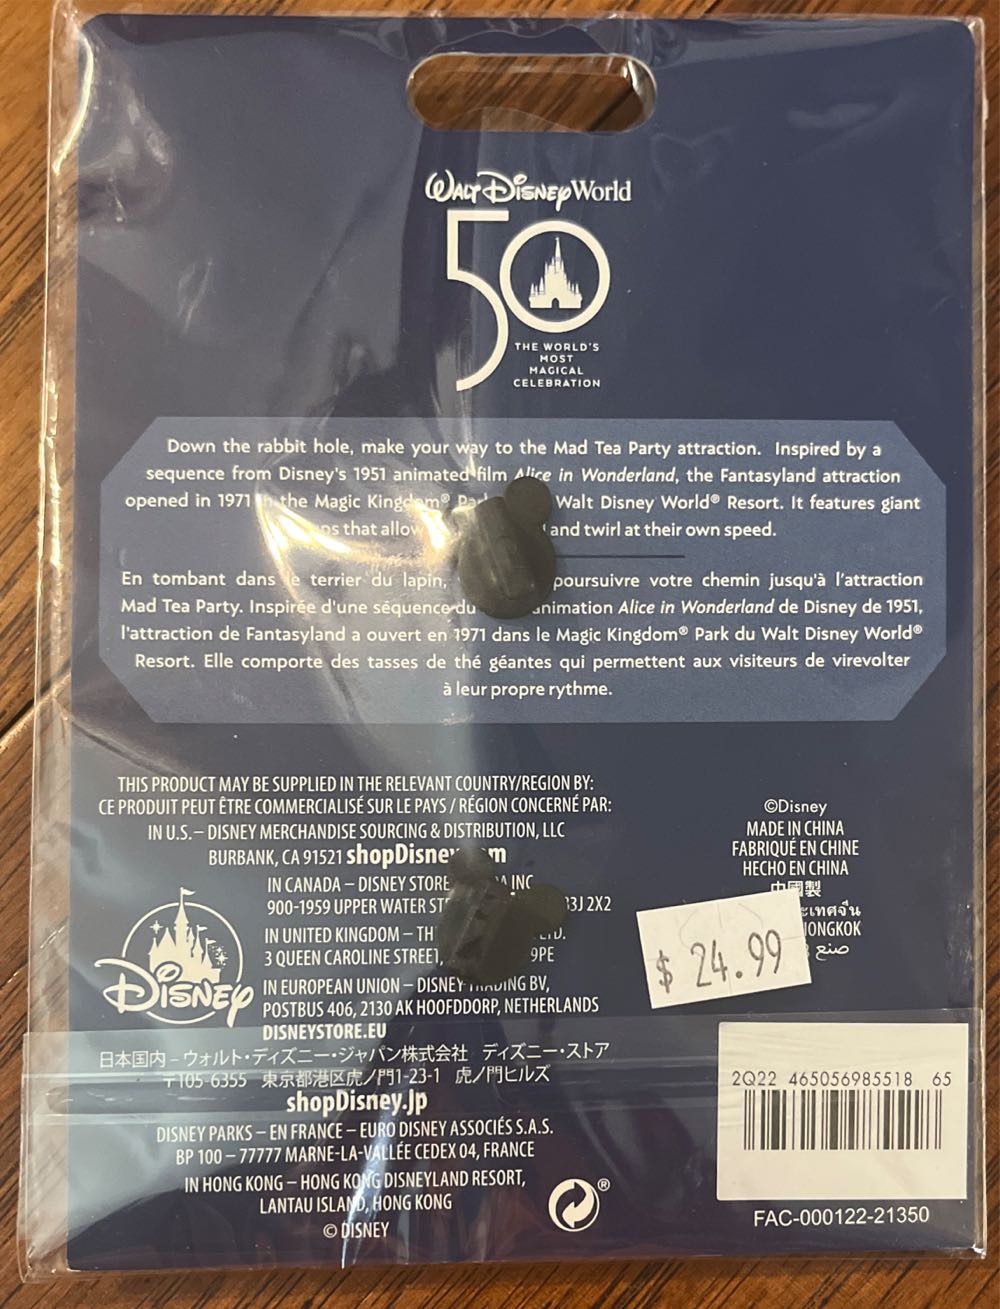 WALT DISNEY World
50
THE WORLD'S
MOST
MAGICAL
CELEBRATION
Down the rabbit hole, make your way to the Mad Tea Party attraction. Inspired by a
sequence from Disney's 1951 animated film Alice in Wonderland, the Fantasyland attraction
opened in 1971 the Magic Kingdom® Walt Disney World® Resort. It features giant
that allow and twirl at their own speed.
En tombant dans le terrier du lapin, poursuivre votre chemin jusqu'à l'attraction
Mad Tea Party. Inspirée d'une séquence du animation Alice in Wonderland de Disney de 1951,
l'attraction de Fantasyland a ouvert en 1971 dans le Magic Kingdom® Park du Walt Disney World®
Resort. Elle comporte des tasses de thé géantes qui permettent aux visiteurs de virevolter
à leur propre rythme.
THIS PRODUCT MAY BE SUPPLIED IN THE RELEVANT COUNTRY/REGION BY:
CE PRODUIT PEUT ÊTRE COMMERCIALISÉ SUR LE PAYS / RÉGION CONCERNÉ PAR:
IN U.S. – DISNEY MERCHANDISE SOURCING & DISTRIBUTION, LLC
BURBANK, CA 91521
IN CANADA – DISNEY STORE INC
900-1959 UPPER WATER 2X2
IN UNITED KINGDOM –
3 QUEEN CAROLINE STREET, 9PE
IN EUROPEAN UNION – DISNEY TRADING BV,
POSTBUS 406, 2130 AK HOOFDDORP, NETHERLANDS
DISNEYSTORE.EU
DISNEY
日本国内 – ウォルト・ディズニー・ジャパン株式会社 ディズニー・ストア
〒105-6355 東京都港区虎ノ門1-23-1 虎ノ門ヒルズ
shopDisney.jp
DISNEY PARKS – EN FRANCE – EURO DISNEY ASSOCIÉS S.A.S.
BP 100 – 77777 MARNE-LA-VALLÉE CEDEX 04, FRANCE
IN HONG KONG – HONG KONG DISNEYLAND RESORT,
LANTAU ISLAND, HONG KONG
© DISNEY
®
©Disney
MADE IN CHINA
FABRIQUÉ EN CHINE
HECHO EN CHINA
中國製
$ 24.99
2Q22 465056985518 65
FAC-000122-21350